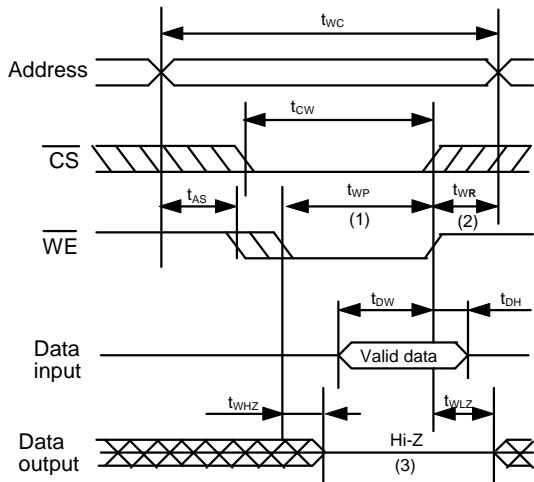 tWC
Address
tCW
CS
tAS
tWP
tWR
(1)
(2)
WE
tDW
tDH
Data
input
Valid data
tWHZ
tWLZ
Data
output
Hi-Z
(3)